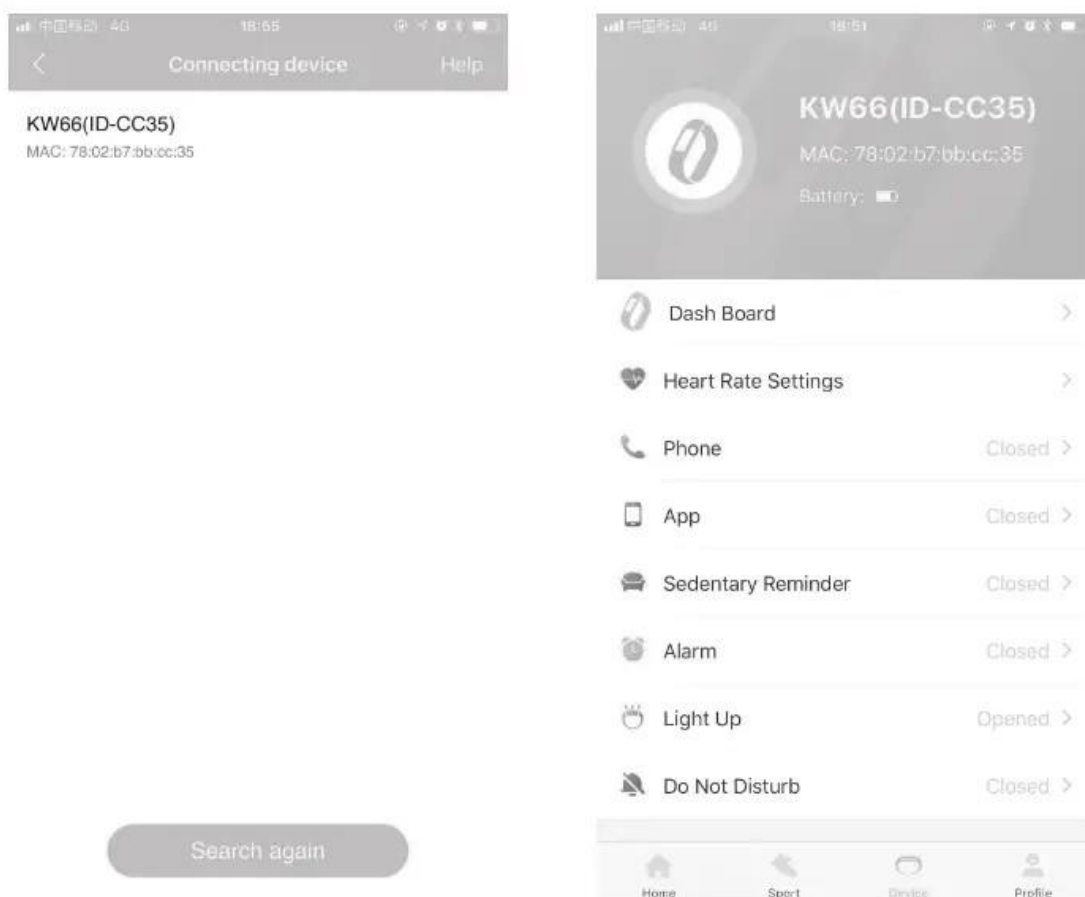 中国移动 4G 18:55
Connecting device Help
KW66(ID-CC35)
MAC: 78:02:b7:bb:cc:35
Search again
中国移动 4G 18:51
KW66(ID-CC35)
MAC: 78:02:b7:bb:cc:35
Battery:
Dash Board
Heart Rate Settings
Phone Closed
App Closed
Sedentary Reminder Closed
Alarm Closed
Light Up Opened
Do Not Disturb Closed
Home Sport Device Profile